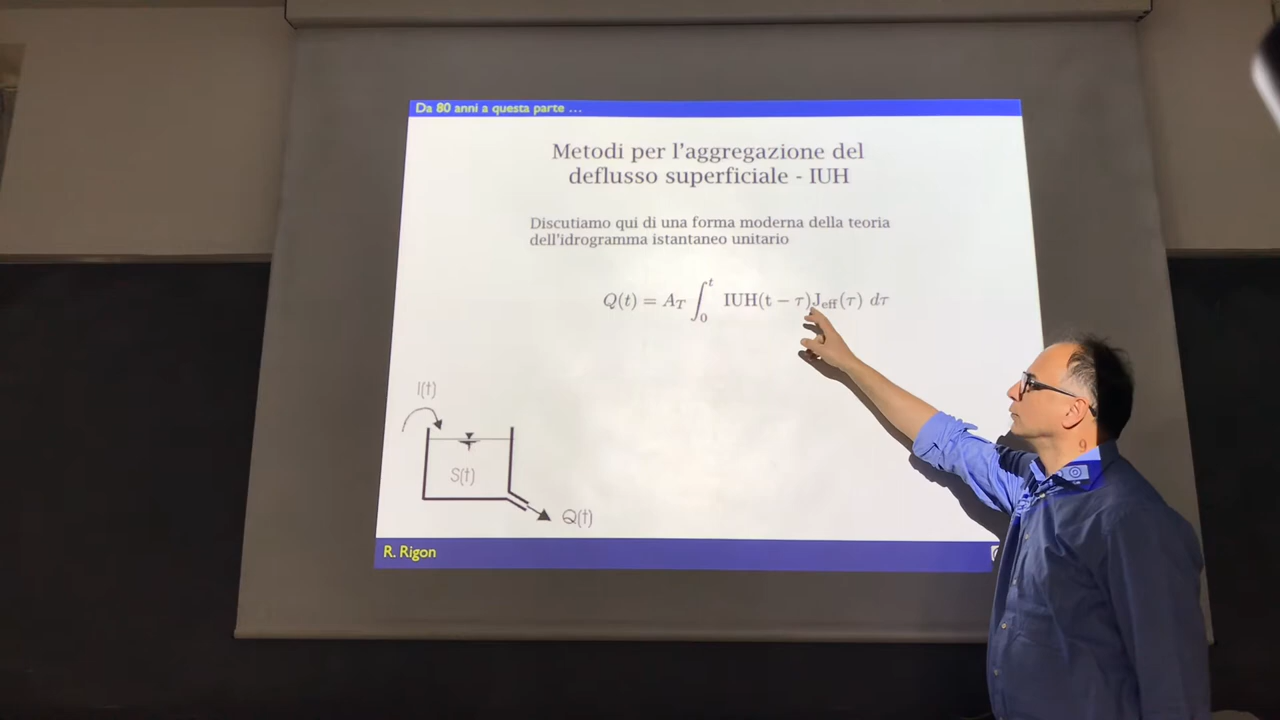 Da 80 anni a questa parte ...
Metodi per l'aggregazione del
deflusso superficiale - IUH
Discutiamo qui di una forma moderna della teoria
dell'idrogramma istantaneo unitario
Q(t) = A_T ∫_0^t IUH(t − τ)J_eff(τ) dτ
I(t)
S(t)
Q(t)
9
R. Rigon